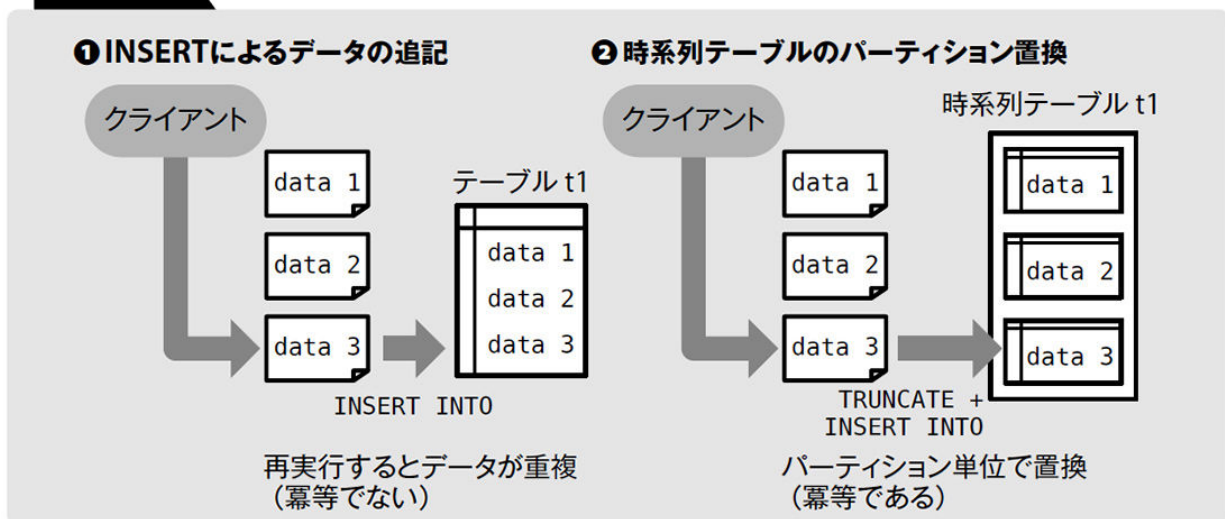 ❶INSERTによるデータの追記
クライアント
data 1
data 2
data 3
テーブル t1
data 1
data 2
data 3
INSERT INTO
再実行するとデータが重複
（冪等でない）
❷時系列テーブルのパーティション置換
クライアント
data 1
data 2
data 3
時系列テーブル t1
data 1
data 2
data 3
TRUNCATE +
INSERT INTO
パーティション単位で置換
（冪等である）